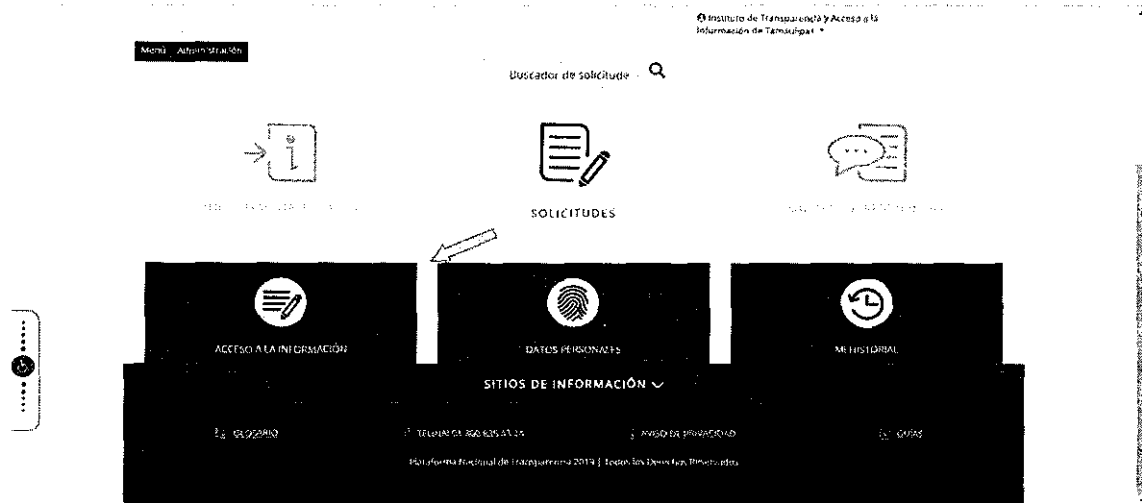 Instituto de Transparencia y Acceso a la
Información de Tamaulipas
Menú Administración
Buscador de solicitude
SOLICITUDES
ACCESO A LA INFORMACIÓN
DATOS PERSONALES
MI HISTORIAL
SITIOS DE INFORMACIÓN
GLOSARIO
AVISO DE PRIVACIDAD
GUÍAS
Plataforma Nacional de Transparencia 2019 | Todos los Derechos Reservados